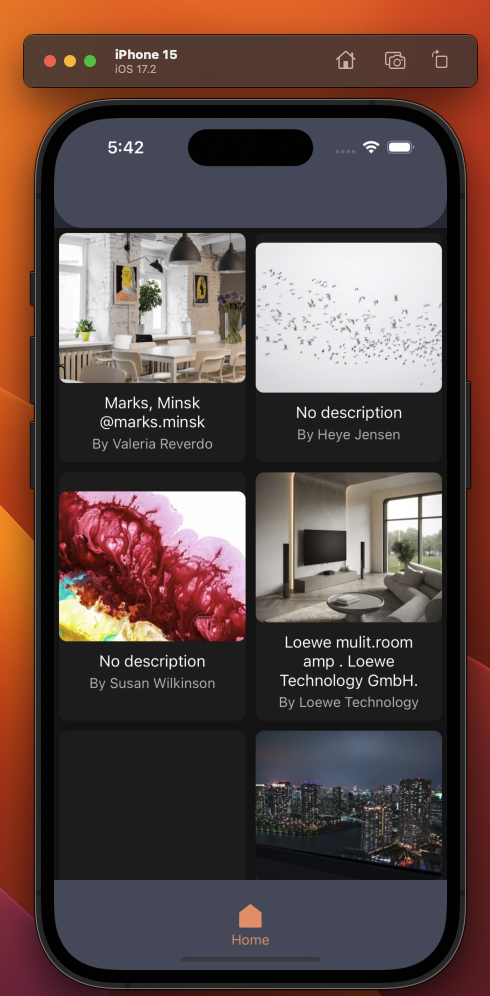 iPhone 15
iOS 17.2
5:42
Marks, Minsk
@marks.minsk
By Valeria Reverdo
No description
By Heye Jensen
No description
By Susan Wilkinson
Loewe mulit.room
amp . Loewe
Technology GmbH.
By Loewe Technology
Home